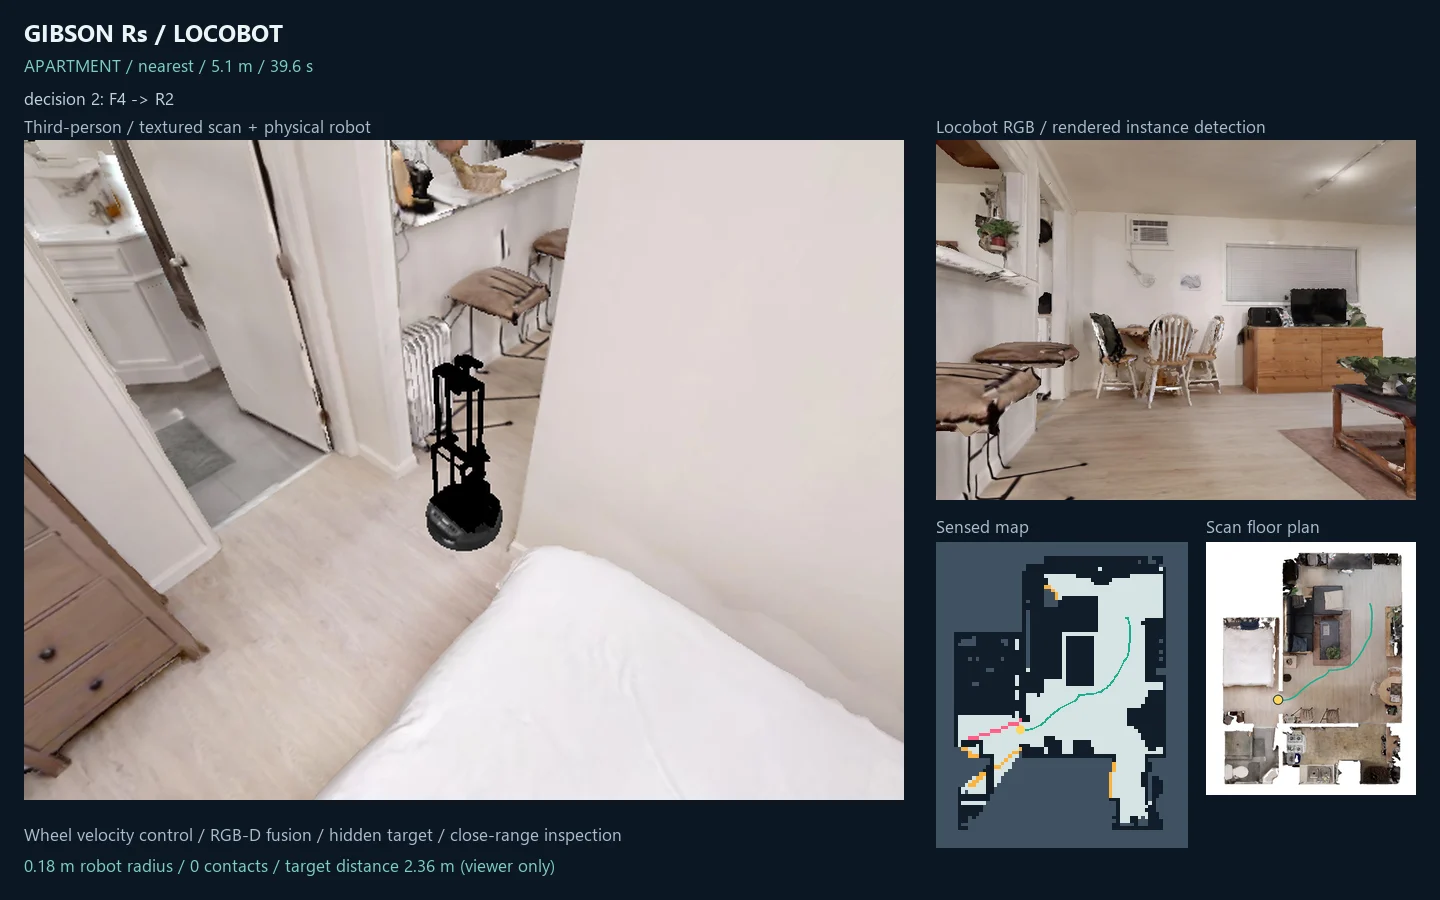 GIBSON Rs / LOCOBOT
APARTMENT / nearest / 5.1 m / 39.6 s
decision 2: F4 -> R2
Third-person / textured scan + physical robot
Locobot RGB / rendered instance detection
Sensed map
Scan floor plan
Wheel velocity control / RGB-D fusion / hidden target / close-range inspection
0.18 m robot radius / 0 contacts / target distance 2.36 m (viewer only)